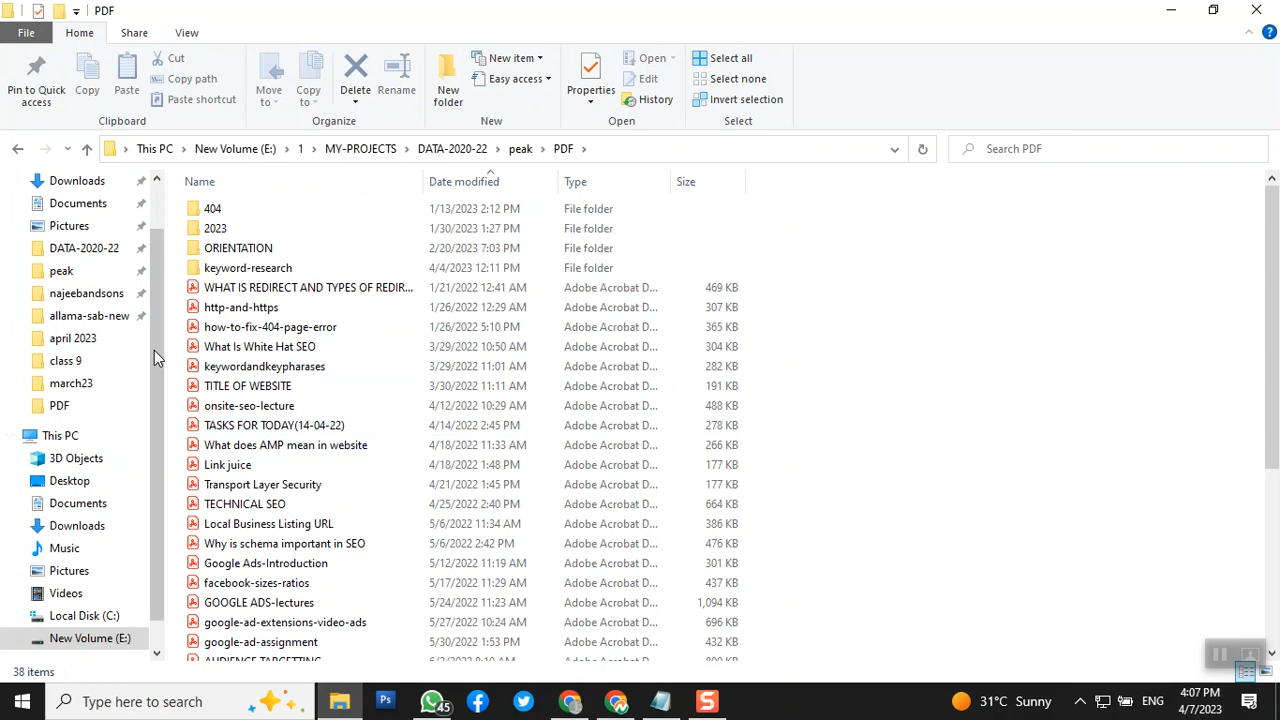 PDF
File Home Share View
Pin to Quick access Copy Paste Cut Copy path Paste shortcut Move to Copy to Delete Rename New folder New item Easy access Properties Open Edit History Select all Select none Invert selection
Clipboard Organize New Open Select
This PC New Volume (E:) 1 MY-PROJECTS DATA-2020-22 peak PDF Search PDF
Downloads
Documents
Pictures
DATA-2020-22
peak
najeebandsons
allama-sab-new
april 2023
class 9
march23
PDF
This PC
3D Objects
Desktop
Documents
Downloads
Music
Pictures
Videos
Local Disk (C:)
New Volume (E:)
Name Date modified Type Size
404 1/13/2023 2:12 PM File folder
2023 1/30/2023 1:27 PM File folder
ORIENTATION 2/20/2023 7:03 PM File folder
keyword-research 4/4/2023 12:11 PM File folder
WHAT IS REDIRECT AND TYPES OF REDIR... 1/21/2022 12:41 AM Adobe Acrobat D... 469 KB
http-and-https 1/26/2022 12:29 AM Adobe Acrobat D... 307 KB
how-to-fix-404-page-error 1/26/2022 5:10 PM Adobe Acrobat D... 365 KB
What Is White Hat SEO 3/29/2022 10:50 AM Adobe Acrobat D... 304 KB
keywordandkeypharases 3/29/2022 11:01 AM Adobe Acrobat D... 282 KB
TITLE OF WEBSITE 3/30/2022 11:11 AM Adobe Acrobat D... 191 KB
onsite-seo-lecture 4/12/2022 10:29 AM Adobe Acrobat D... 488 KB
TASKS FOR TODAY(14-04-22) 4/14/2022 2:45 PM Adobe Acrobat D... 278 KB
What does AMP mean in website 4/18/2022 11:33 AM Adobe Acrobat D... 266 KB
Link juice 4/18/2022 1:48 PM Adobe Acrobat D... 177 KB
Transport Layer Security 4/21/2022 1:45 PM Adobe Acrobat D... 177 KB
TECHNICAL SEO 4/25/2022 2:40 PM Adobe Acrobat D... 664 KB
Local Business Listing URL 5/6/2022 11:34 AM Adobe Acrobat D... 386 KB
Why is schema important in SEO 5/6/2022 2:42 PM Adobe Acrobat D... 476 KB
Google Ads-Introduction 5/12/2022 11:19 AM Adobe Acrobat D... 301 KB
facebook-sizes-ratios 5/17/2022 11:29 AM Adobe Acrobat D... 437 KB
GOOGLE ADS-lectures 5/24/2022 11:23 AM Adobe Acrobat D... 1,094 KB
google-ad-extensions-video-ads 5/27/2022 10:24 AM Adobe Acrobat D... 696 KB
google-ad-assignment 5/30/2022 1:53 PM Adobe Acrobat D... 432 KB
38 items
Type here to search Ps 45 S 31°C Sunny ENG 4:07 PM
4/7/2023